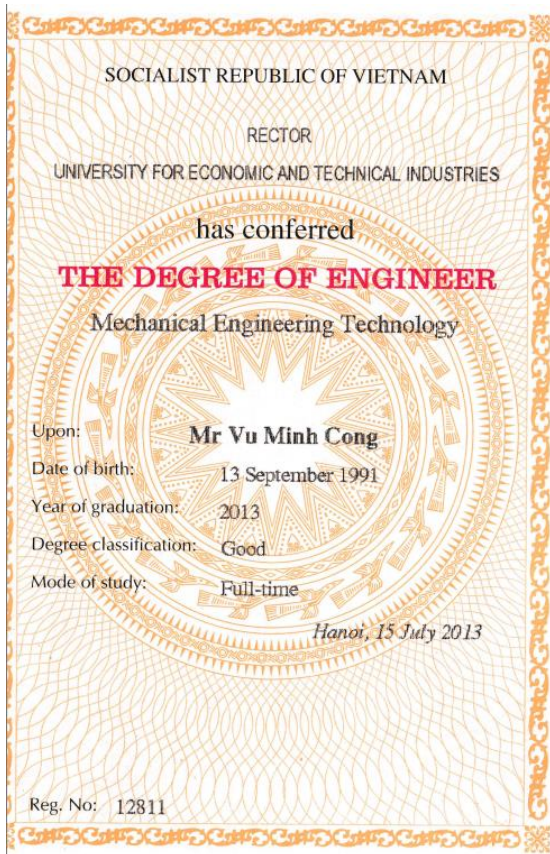 SOCIALIST REPUBLIC OF VIETNAM
RECTOR
UNIVERSITY FOR ECONOMIC AND TECHNICAL INDUSTRIES
has conferred
THE DEGREE OF ENGINEER
Mechanical Engineering Technology
Upon: Mr Vu Minh Cong
Date of birth: 13 September 1991
Year of graduation: 2013
Degree classification: Good
Mode of study: Full-time
Hanoi, 15 July 2013
Reg. No: 12811